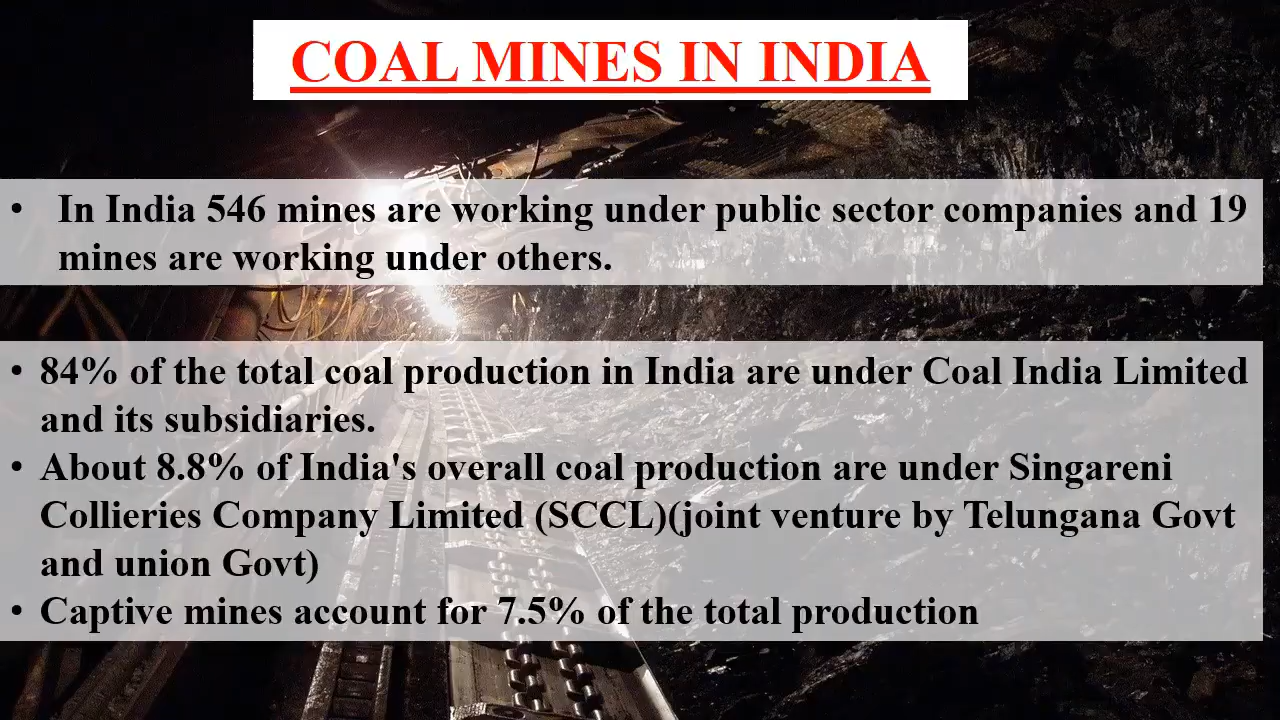 COAL MINES IN INDIA
• In India 546 mines are working under public sector companies and 19
mines are working under others.
• 84% of the total coal production in India are under Coal India Limited
and its subsidiaries.
• About 8.8% of India's overall coal production are under Singareni
Collieries Company Limited (SCCL)(joint venture by Telungana Govt
and union Govt)
• Captive mines account for 7.5% of the total production